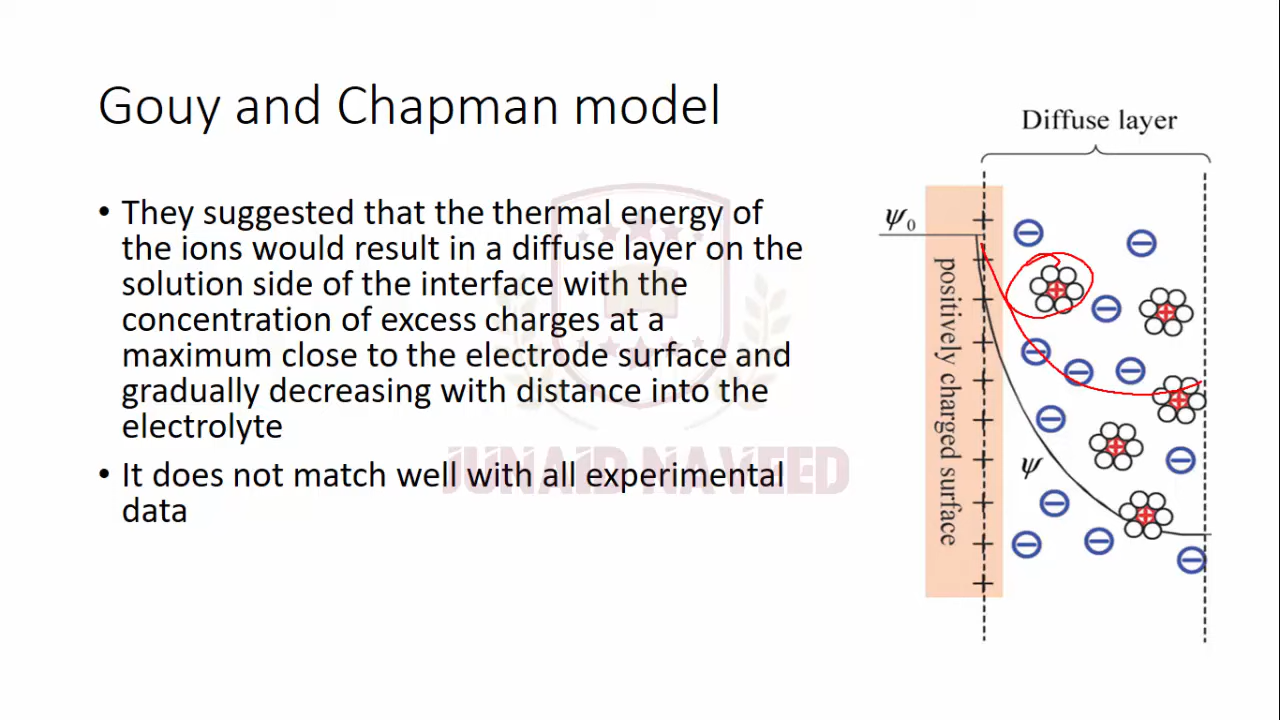 Gouy and Chapman model
• They suggested that the thermal energy of
the ions would result in a diffuse layer on the
solution side of the interface with the
concentration of excess charges at a
maximum close to the electrode surface and
gradually decreasing with distance into the
electrolyte
• It does not match well with all experimental
data
JUNAID NAVEED
Diffuse layer
ψ0
positively charged surface
ψ